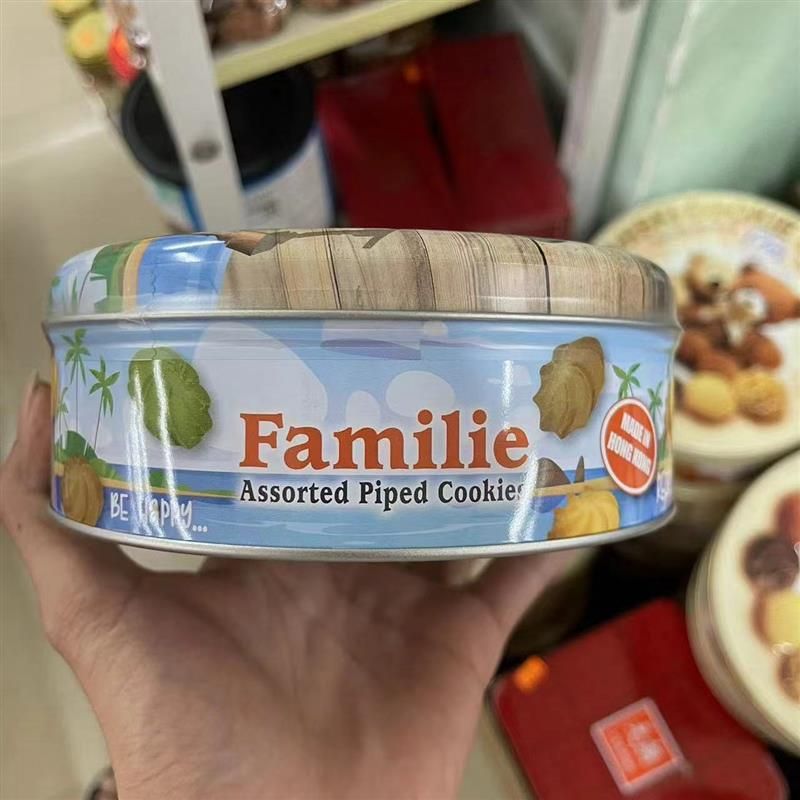 Familie
Assorted Piped Cookies
BE Happy...
MADE IN
HONG KONG